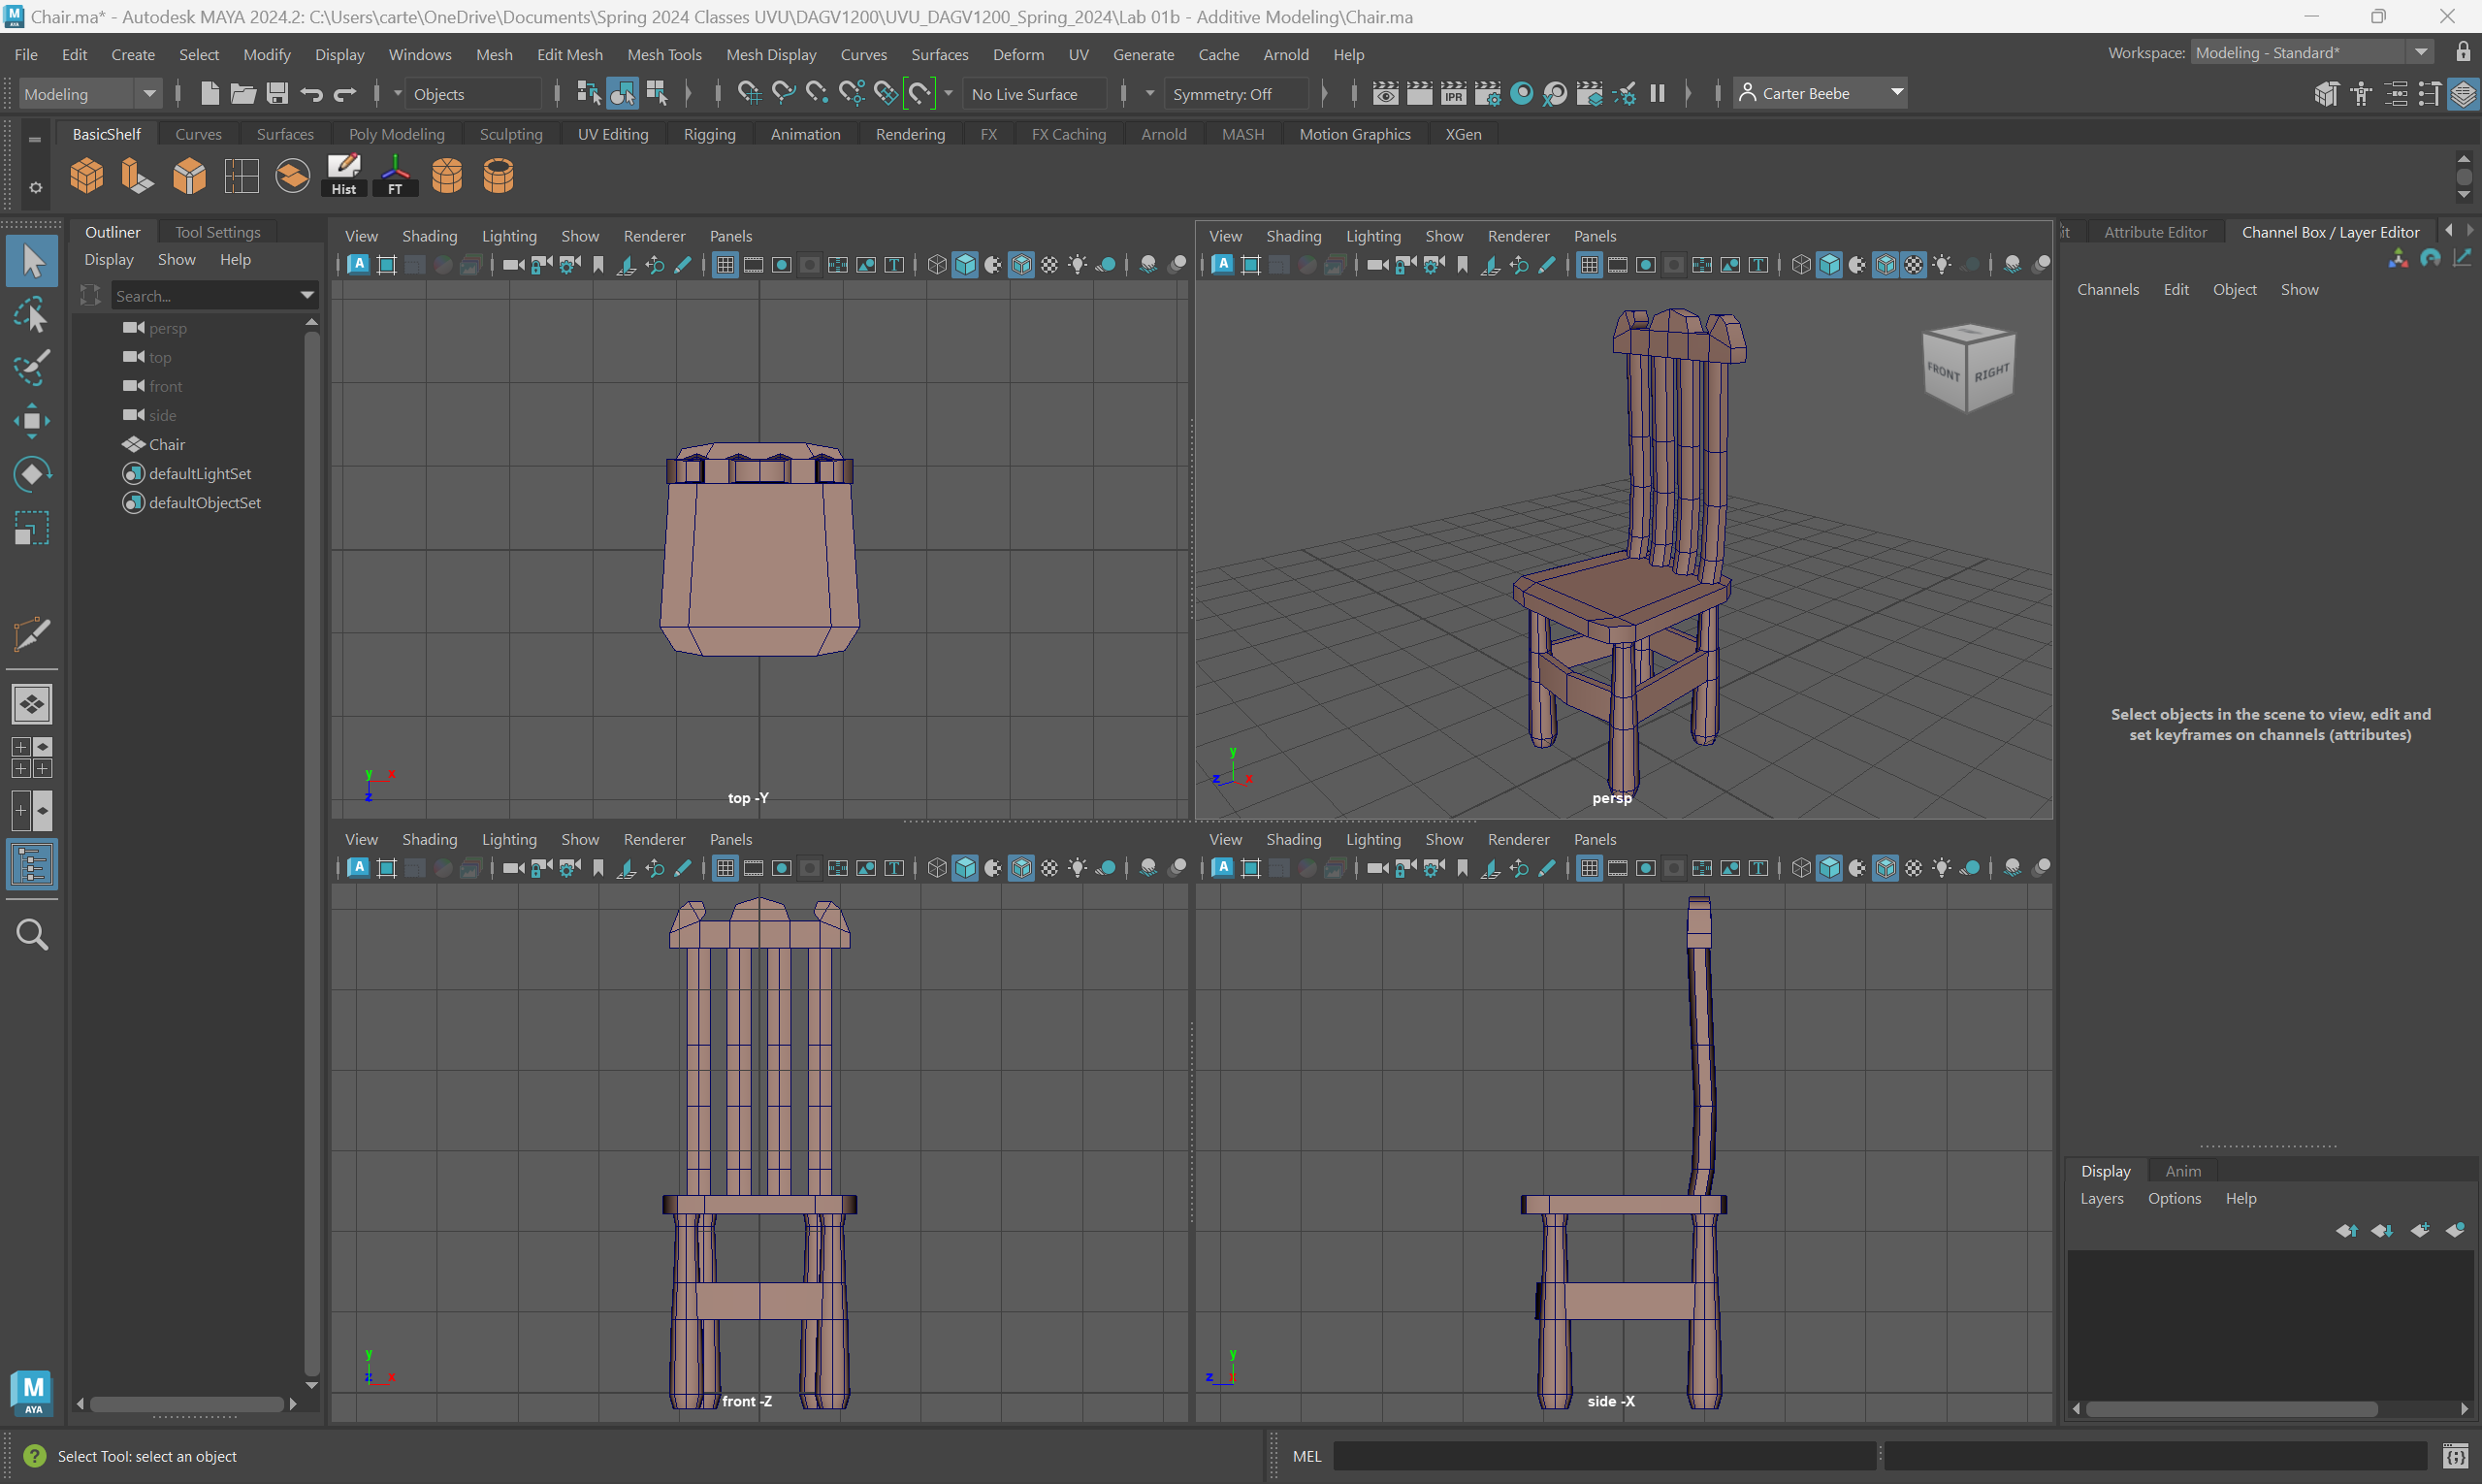 Chair.ma* - Autodesk MAYA 2024.2: C:\Users\carte\OneDrive\Documents\Spring 2024 Classes UVU\DAGV1200\UVU_DAGV1200_Spring_2024\Lab 01b - Additive Modeling\Chair.ma
File Edit Create Select Modify Display Windows Mesh Edit Mesh Mesh Tools Mesh Display Curves Surfaces Deform UV Generate Cache Arnold Help Workspace: Modeling - Standard*
Modeling Objects No Live Surface Symmetry: Off IPR Carter Beebe
BasicShelf Curves Surfaces Poly Modeling Sculpting UV Editing Rigging Animation Rendering FX FX Caching Arnold MASH Motion Graphics XGen
Hist FT
Outliner Tool Settings
Display Show Help
Search...
persp
top
front
side
Chair
defaultLightSet
defaultObjectSet
View Shading Lighting Show Renderer Panels
y x
z
top -Y
View Shading Lighting Show Renderer Panels
FRONT RIGHT
y
z x
persp
View Shading Lighting Show Renderer Panels
y
z x
front -Z
View Shading Lighting Show Renderer Panels
y
z x
side -X
it Attribute Editor Channel Box / Layer Editor
Channels Edit Object Show
Select objects in the scene to view, edit and
set keyframes on channels (attributes)
Display Anim
Layers Options Help
M
AYA
Select Tool: select an object
MEL